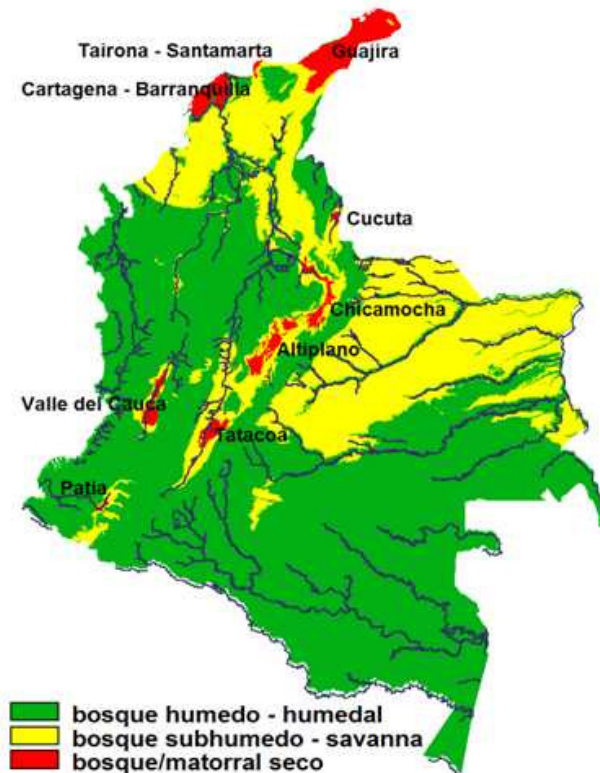 Tairona - Santamarta
Guajira
Cartagena - Barranquilla
Cucuta
Chicamocha
Altiplano
Valle del Cauca
Tatacoa
Patia
bosque humedo - humedal
bosque subhumedo - savanna
bosque/matorral seco